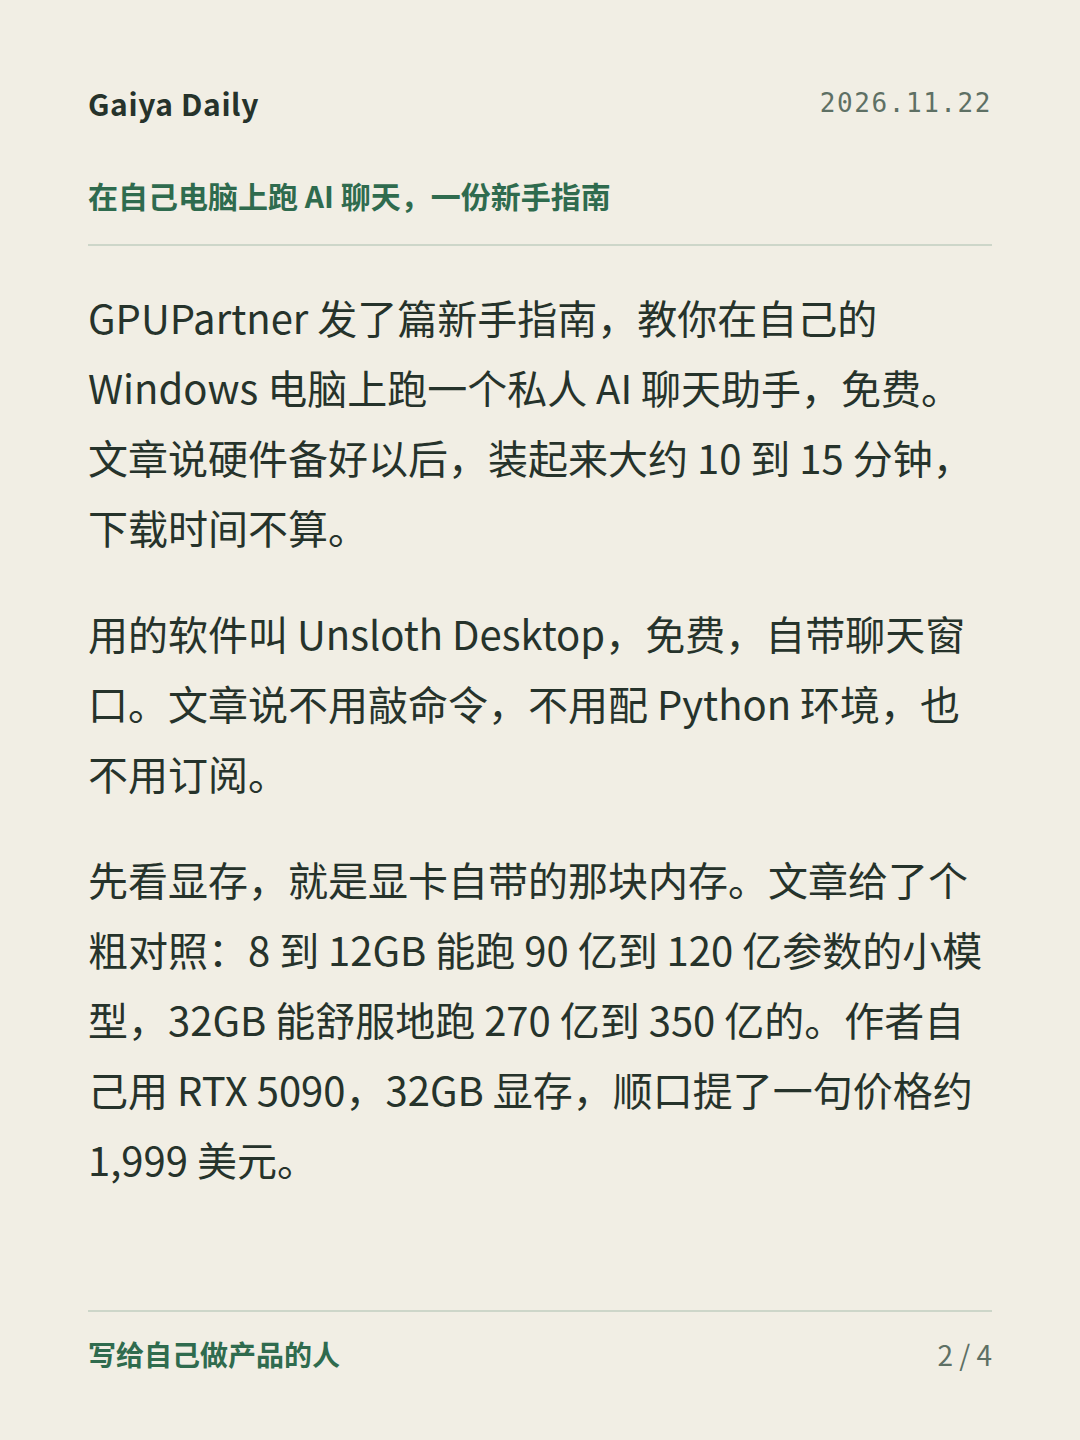 Gaiya Daily
2026.11.22
在自己电脑上跑 AI 聊天，一份新手指南
GPUPartner 发了篇新手指南，教你在自己的
Windows 电脑上跑一个私人 AI 聊天助手，免费。
文章说硬件备好以后，装起来大约 10 到 15 分钟，
下载时间不算。
用的软件叫 Unsloth Desktop，免费，自带聊天窗
口。文章说不用敲命令，不用配 Python 环境，也
不用订阅。
先看显存，就是显卡自带的那块内存。文章给了个
粗对照：8 到 12GB 能跑 90 亿到 120 亿参数的小模
型，32GB 能舒服地跑 270 亿到 350 亿的。作者自
己用 RTX 5090，32GB 显存，顺口提了一句价格约
1,999 美元。
写给自己做产品的人
2 / 4